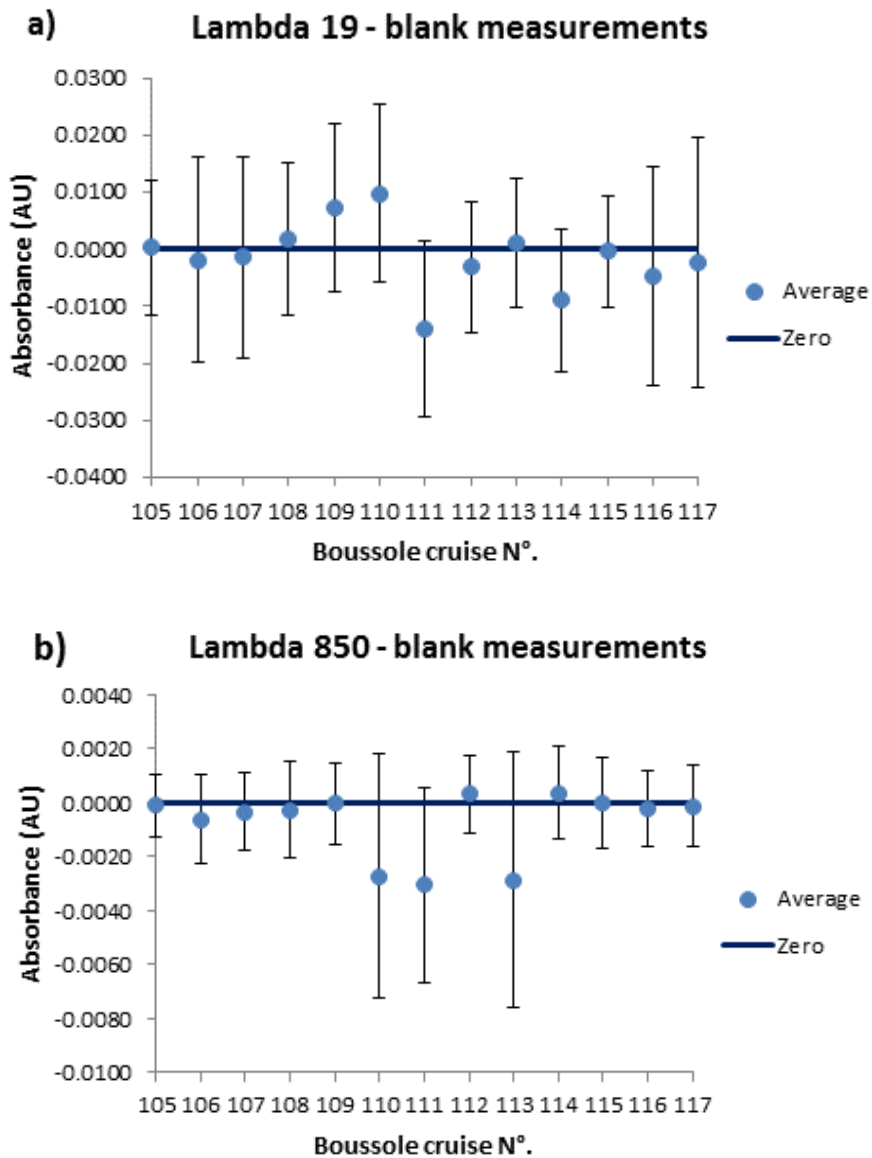 a) Lambda 19 - blank measurements
0.0300
0.0200
0.0100
0.0000
-0.0100
-0.0200
-0.0300
-0.0400
Absorbance (AU)
105 106 107 108 109 110 111 112 113 114 115 116 117
Boussole cruise N°.
Average
Zero
b) Lambda 850 - blank measurements
0.0040
0.0020
0.0000
-0.0020
-0.0040
-0.0060
-0.0080
-0.0100
Absorbance (AU)
105 106 107 108 109 110 111 112 113 114 115 116 117
Boussole cruise N°.
Average
Zero